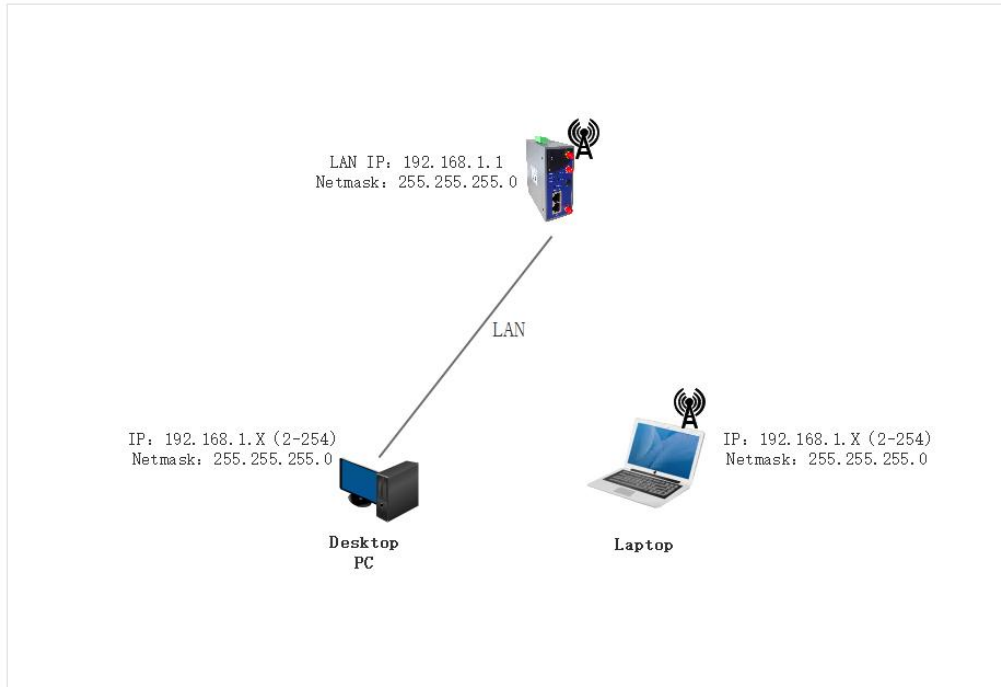 LAN IP: 192.168.1.1
Netmask: 255.255.255.0
LAN
IP: 192.168.1.X (2-254)
Netmask: 255.255.255.0
IP: 192.168.1.X (2-254)
Netmask: 255.255.255.0
Desktop
PC
Laptop